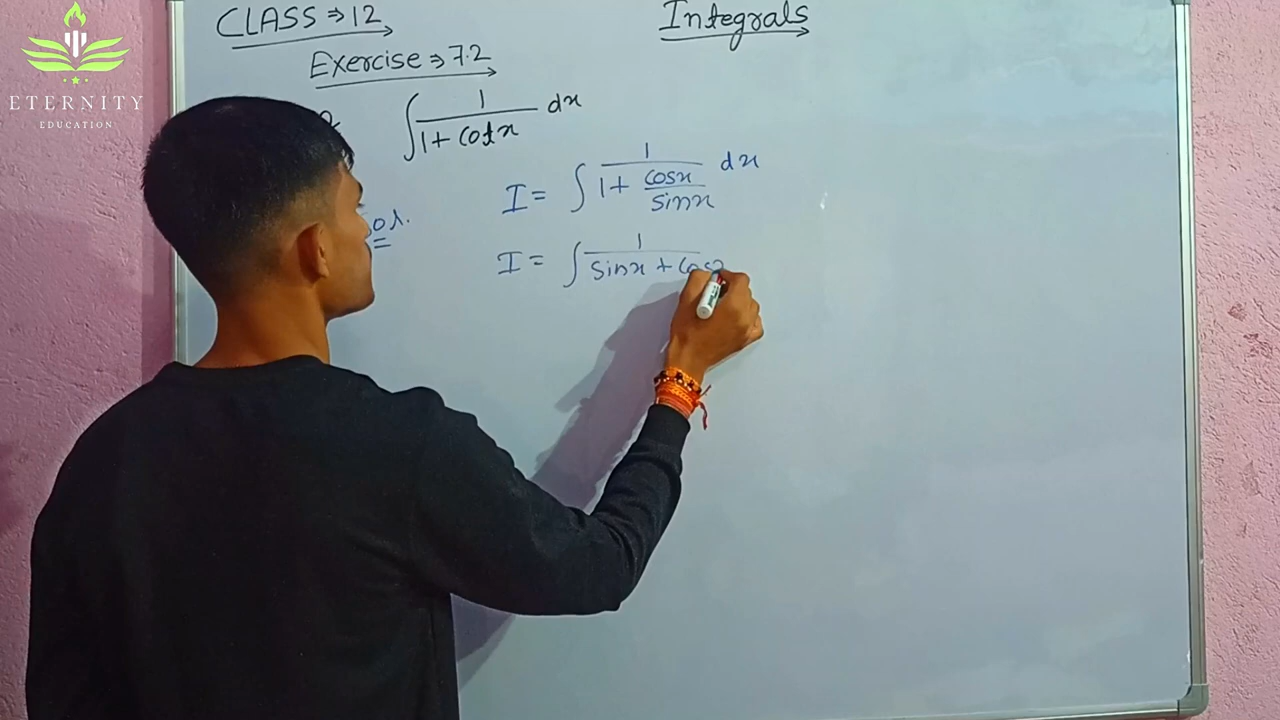 CLASS ⇒ 12
Integrals
Exercise ⇒ 7.2
ETERNITY
EDUCATION
∫ 1/(1 + cotx) dx
I = ∫ 1/(1 + cosx/sinx) dx
I = ∫ 1/(sinx + cos